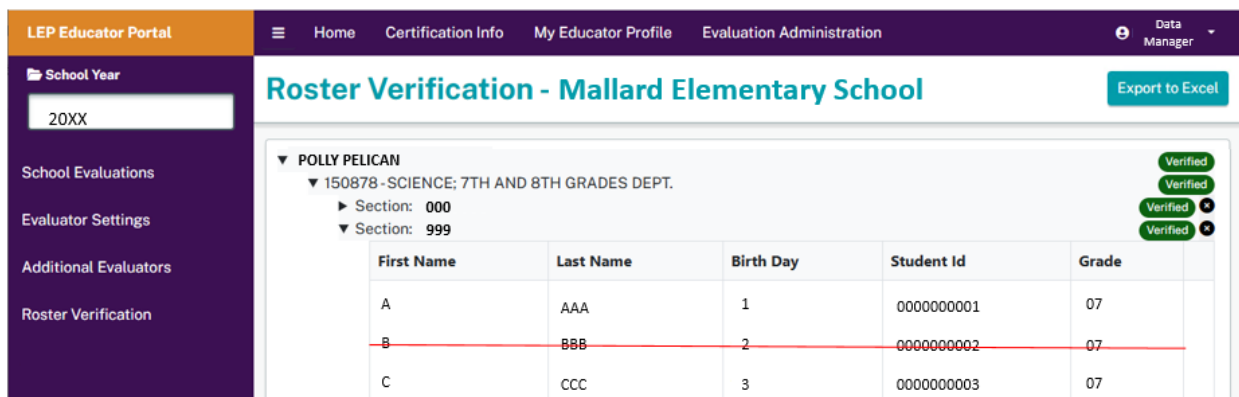 LEP Educator Portal
Home Certification Info My Educator Profile Evaluation Administration
Data
Manager
School Year
20XX
School Evaluations
Evaluator Settings
Additional Evaluators
Roster Verification
Roster Verification - Mallard Elementary School
Export to Excel
POLLY PELICAN Verified
150878 - SCIENCE; 7TH AND 8TH GRADES DEPT. Verified
Section: 000 Verified
Section: 999 Verified
First Name Last Name Birth Day Student Id Grade
A AAA 1 0000000001 07
B BBB 2 0000000002 07
C CCC 3 0000000003 07